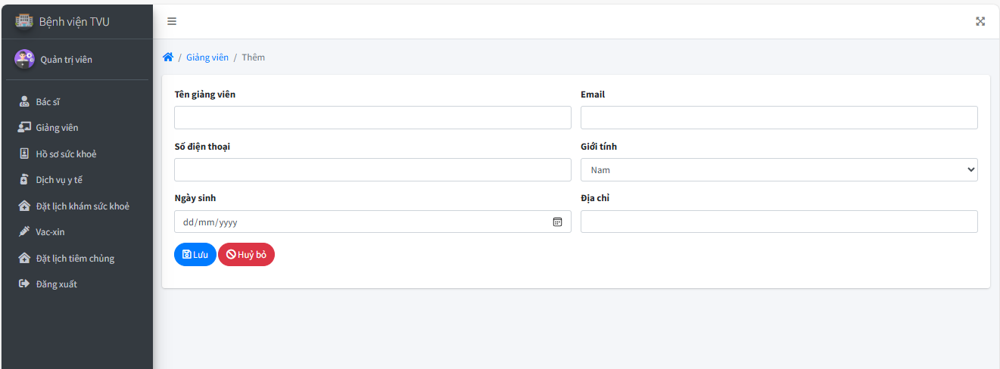 Bệnh viện TVU
Quản trị viên
Bác sĩ
Giảng viên
Hồ sơ sức khoẻ
Dịch vụ y tế
Đặt lịch khám sức khoẻ
Vac-xin
Đặt lịch tiêm chủng
Đăng xuất
/ Giảng viên / Thêm
Tên giảng viên
Email
Số điện thoại
Giới tính
Nam
Ngày sinh
Địa chỉ
dd/mm/yyyy
Lưu
Huỷ bỏ